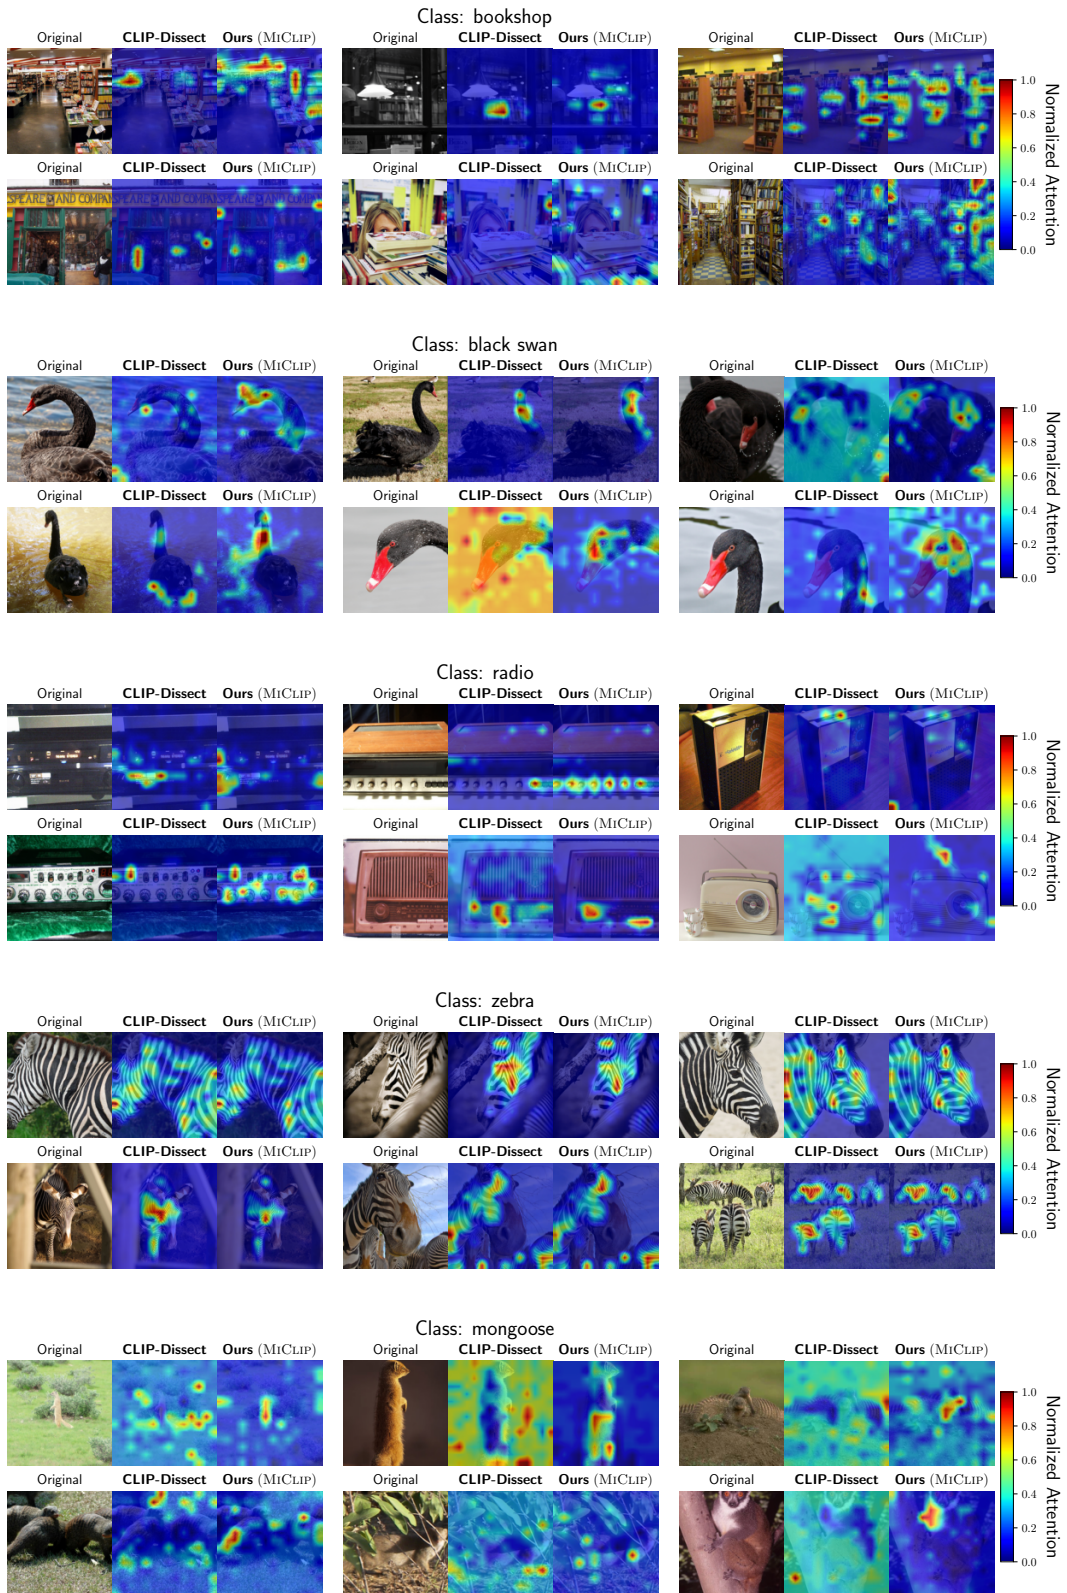 Class: bookshop
Original CLIP-Dissect Ours (MICLIP) Original CLIP-Dissect Ours (MICLIP) Original CLIP-Dissect Ours (MICLIP)
1.0
0.8
0.6
0.4
0.2
0.0
Normalized Attention
Original CLIP-Dissect Ours (MICLIP) Original CLIP-Dissect Ours (MICLIP) Original CLIP-Dissect Ours (MICLIP)
SPEARE AND COMPAN
Class: black swan
Original CLIP-Dissect Ours (MICLIP) Original CLIP-Dissect Ours (MICLIP) Original CLIP-Dissect Ours (MICLIP)
1.0
0.8
0.6
0.4
0.2
0.0
Normalized Attention
Original CLIP-Dissect Ours (MICLIP) Original CLIP-Dissect Ours (MICLIP) Original CLIP-Dissect Ours (MICLIP)
Class: radio
Original CLIP-Dissect Ours (MICLIP) Original CLIP-Dissect Ours (MICLIP) Original CLIP-Dissect Ours (MICLIP)
1.0
0.8
0.6
0.4
0.2
0.0
Normalized Attention
Original CLIP-Dissect Ours (MICLIP) Original CLIP-Dissect Ours (MICLIP) Original CLIP-Dissect Ours (MICLIP)
Class: zebra
Original CLIP-Dissect Ours (MICLIP) Original CLIP-Dissect Ours (MICLIP) Original CLIP-Dissect Ours (MICLIP)
1.0
0.8
0.6
0.4
0.2
0.0
Normalized Attention
Original CLIP-Dissect Ours (MICLIP) Original CLIP-Dissect Ours (MICLIP) Original CLIP-Dissect Ours (MICLIP)
Class: mongoose
Original CLIP-Dissect Ours (MICLIP) Original CLIP-Dissect Ours (MICLIP) Original CLIP-Dissect Ours (MICLIP)
1.0
0.8
0.6
0.4
0.2
0.0
Normalized Attention
Original CLIP-Dissect Ours (MICLIP) Original CLIP-Dissect Ours (MICLIP) Original CLIP-Dissect Ours (MICLIP)